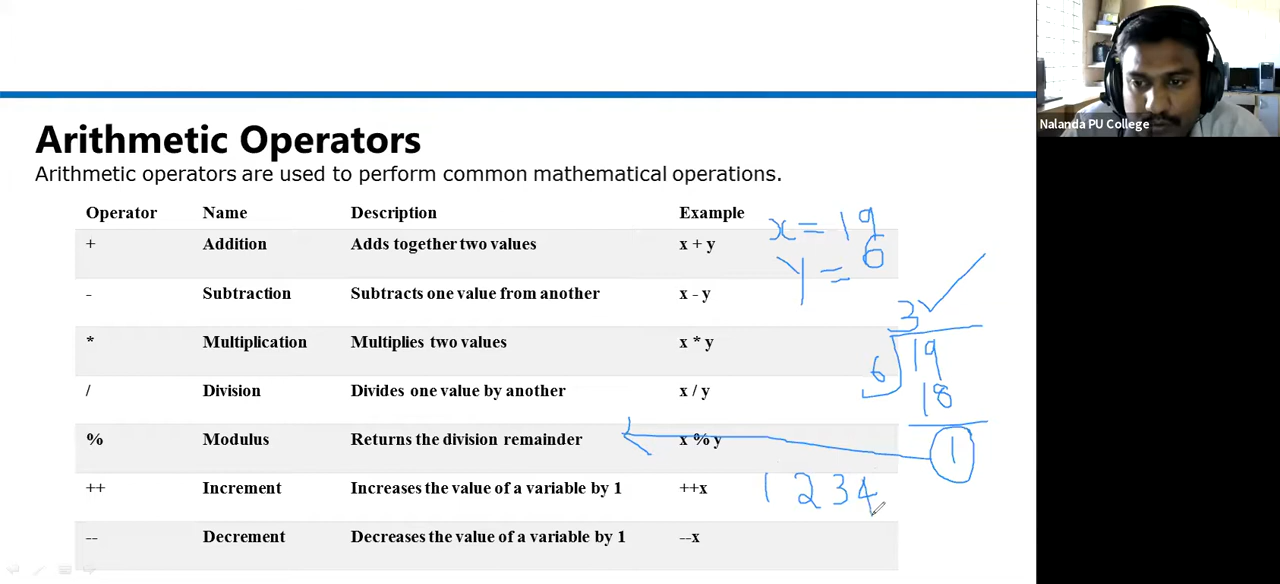 Nalanda PU College
Arithmetic Operators
Arithmetic operators are used to perform common mathematical operations.
Operator Name Description Example
+ Addition Adds together two values x + y
- Subtraction Subtracts one value from another x - y
* Multiplication Multiplies two values x * y
/ Division Divides one value by another x / y
% Modulus Returns the division remainder x % y
++ Increment Increases the value of a variable by 1 ++x
-- Decrement Decreases the value of a variable by 1 --x
x = 19
Y = 6
3
6 19
18
1
1 2 3 4